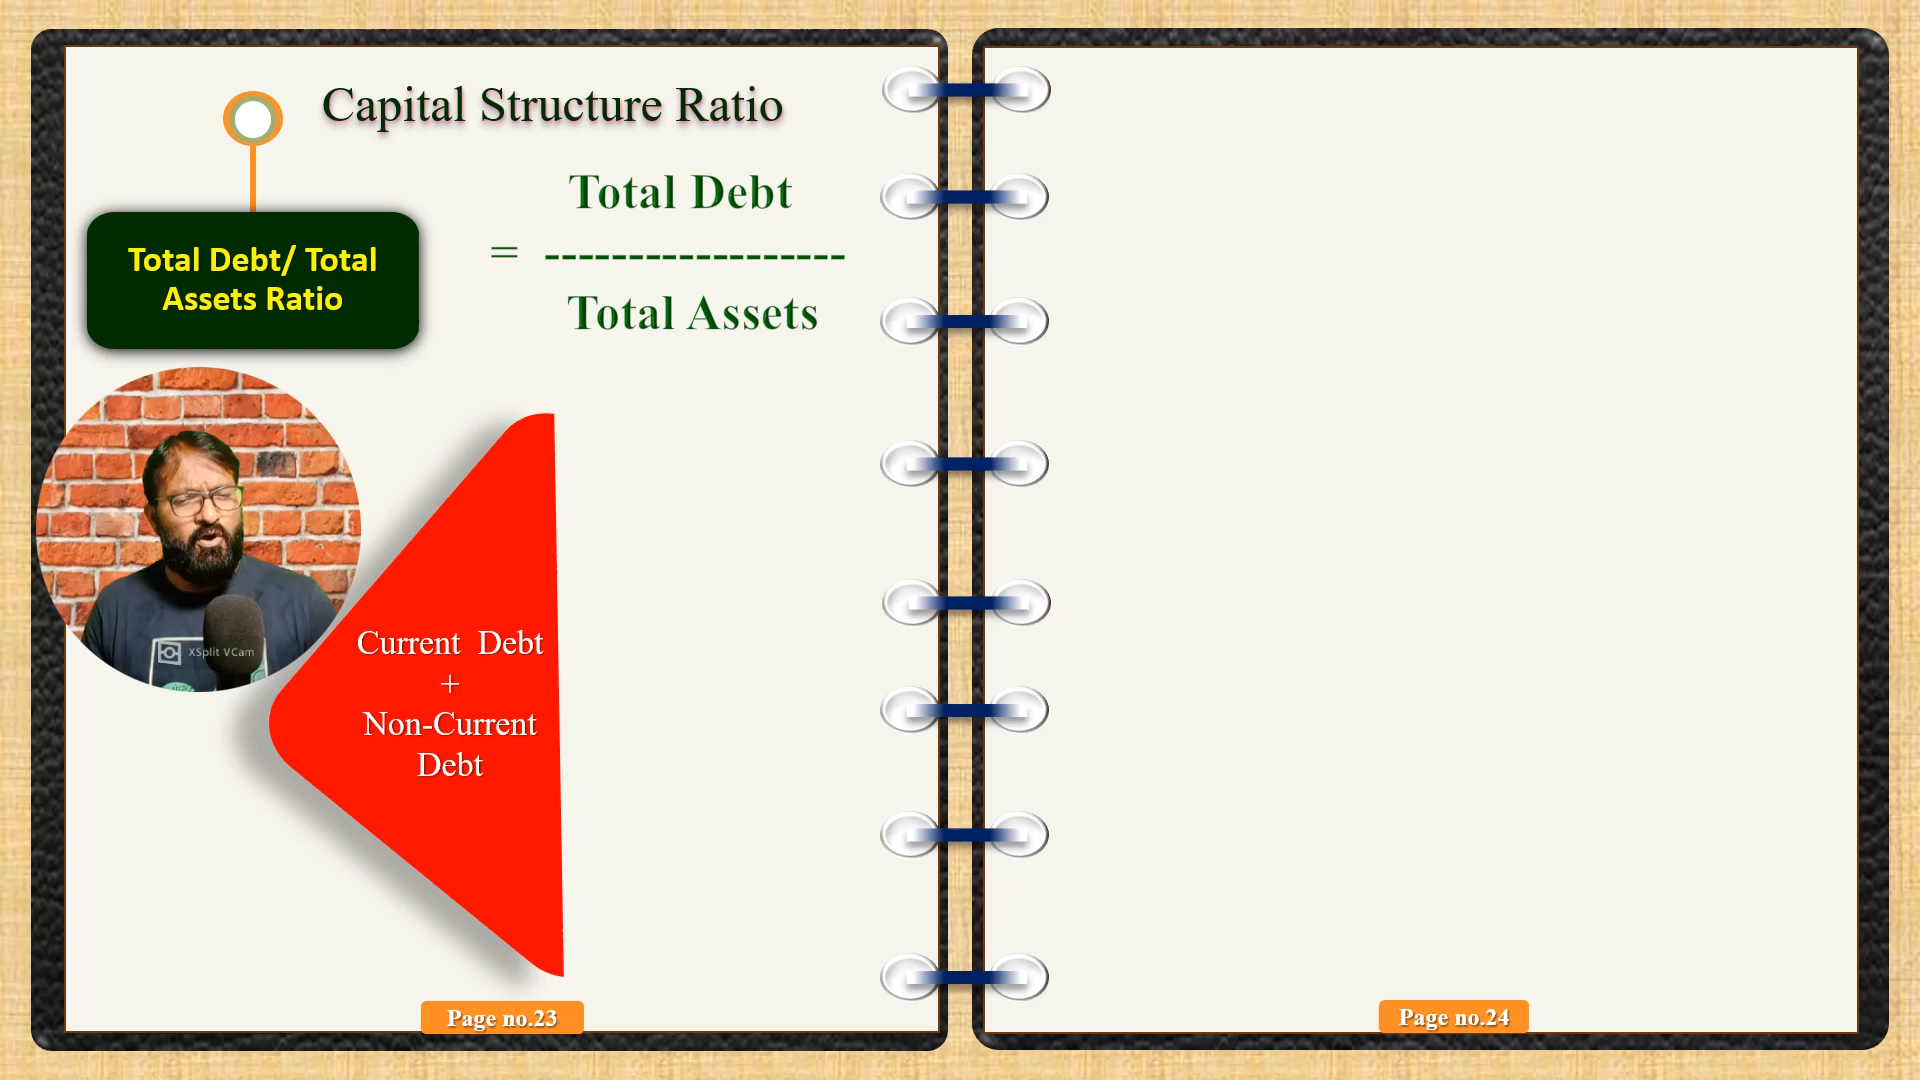 Capital Structure Ratio
Total Debt/ Total
Assets Ratio
Total Debt
= ------------------
Total Assets
XSplit VCam
Current Debt
+
Non-Current
Debt
Page no.23
Page no.24